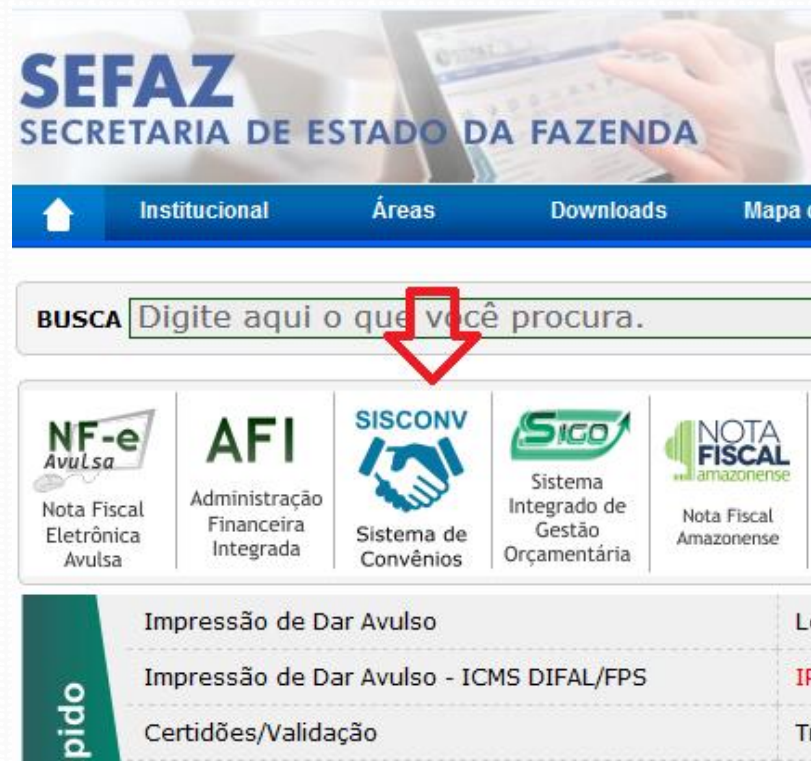 SEFAZ
SECRETARIA DE ESTADO DA FAZENDA
Institucional Áreas Downloads Mapa
BUSCA Digite aqui o que você procura.
NF-e
Avulsa
Nota Fiscal
Eletrônica
Avulsa
AFI
Administração
Financeira
Integrada
SISCONV
Sistema de
Convênios
SIGO
Sistema
Integrado de
Gestão
Orçamentária
NOTA
FISCAL
amazonense
Nota Fiscal
Amazonense
Impressão de Dar Avulso
Impressão de Dar Avulso - ICMS DIFAL/FPS
Certidões/Validação